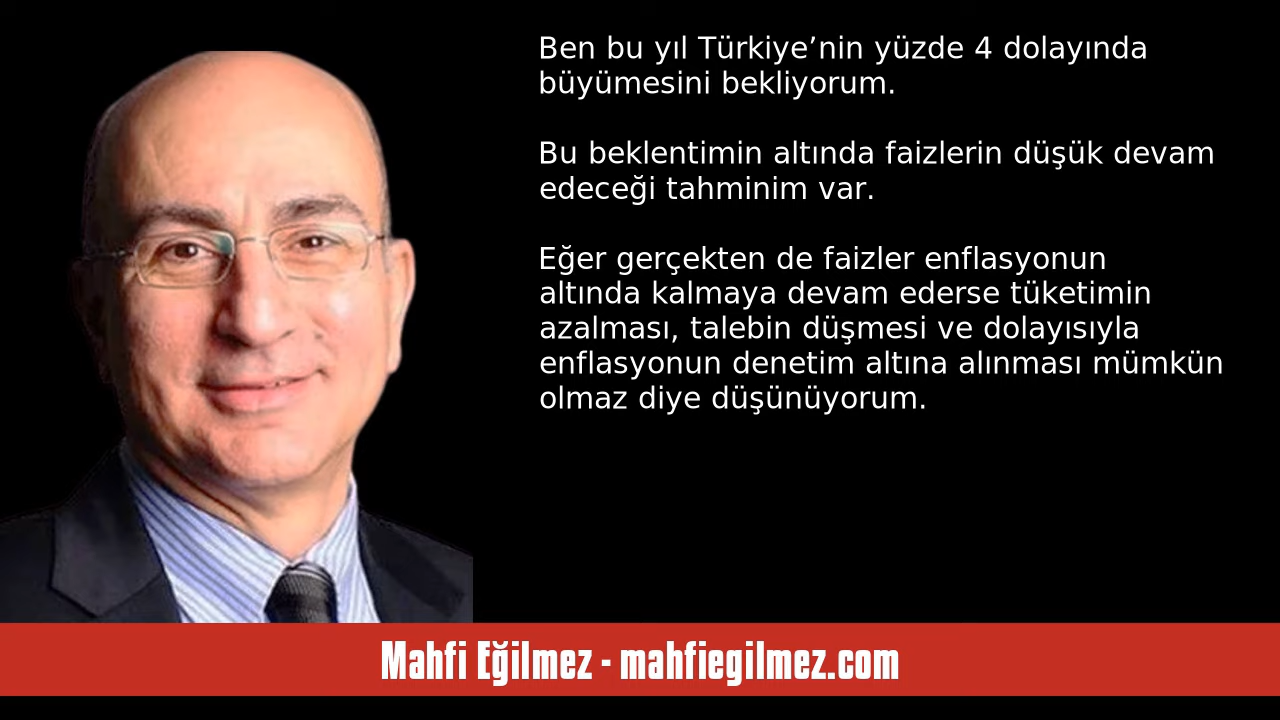 Ben bu yıl Türkiye’nin yüzde 4 dolayında
büyümesini bekliyorum.
Bu beklentimin altında faizlerin düşük devam
edeceği tahminim var.
Eğer gerçekten de faizler enflasyonun
altında kalmaya devam ederse tüketimin
azalması, talebin düşmesi ve dolayısıyla
enflasyonun denetim altına alınması mümkün
olmaz diye düşünüyorum.
Mahfi Eğilmez - mahfiegilmez.com